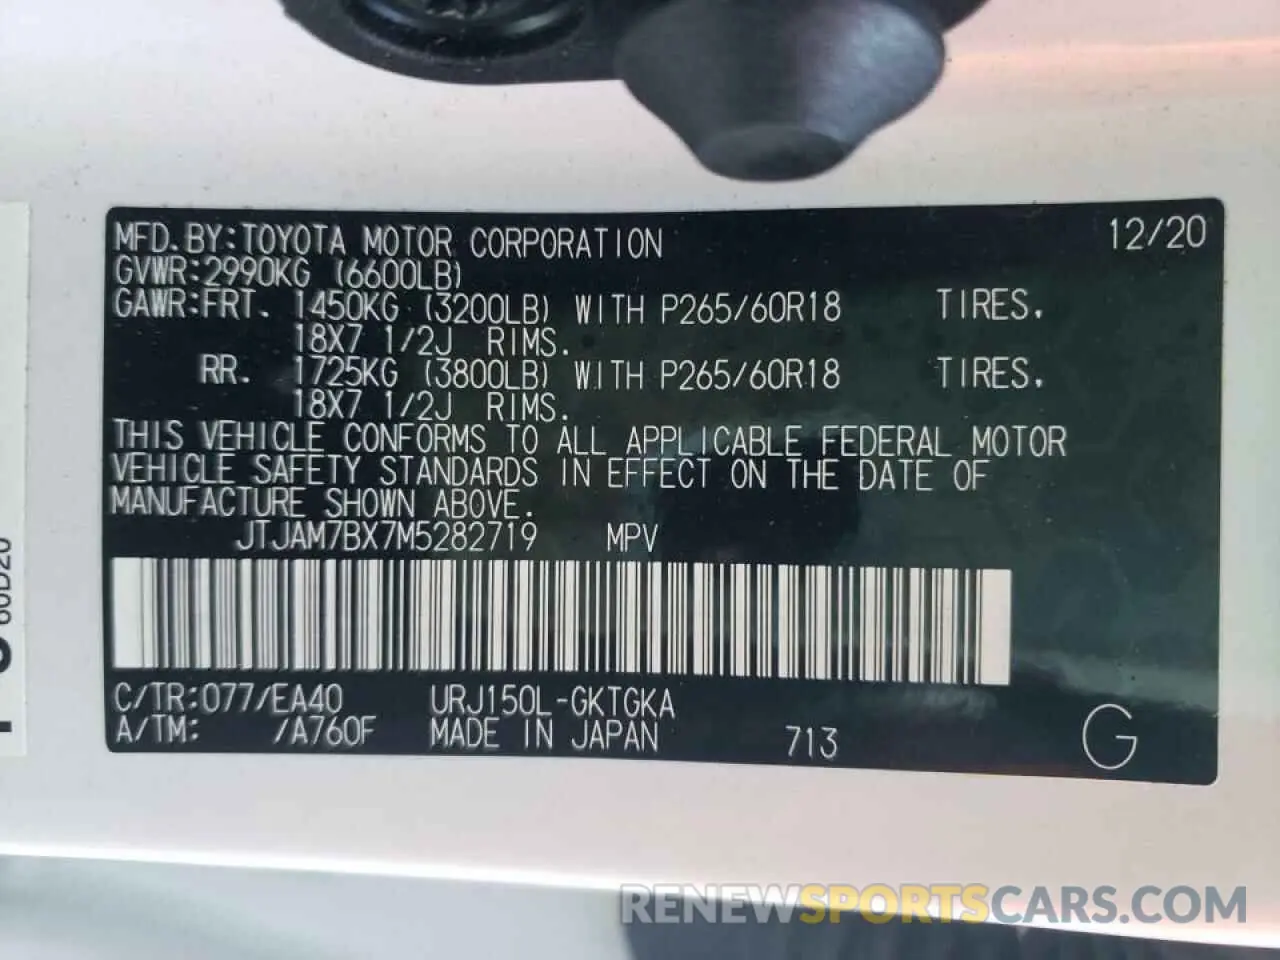 MFD.BY:TOYOTA MOTOR CORPORATION 12/20
GVWR:2990KG (6600LB)
GAWR:FRT. 1450KG (3200LB) WITH P265/60R18 TIRES.
18X7 1/2J RIMS.
RR. 1725KG (3800LB) WITH P265/60R18 TIRES.
18X7 1/2J RIMS.
THIS VEHICLE CONFORMS TO ALL APPLICABLE FEDERAL MOTOR
VEHICLE SAFETY STANDARDS IN EFFECT ON THE DATE OF
MANUFACTURE SHOWN ABOVE.
JTJAM7BX7M5282719 MPV
C/TR:077/EA40 URJ150L-GKTGKA
A/TM: /A760F MADE IN JAPAN 713 G
60D20
RENEWSPORTSCARS.COM